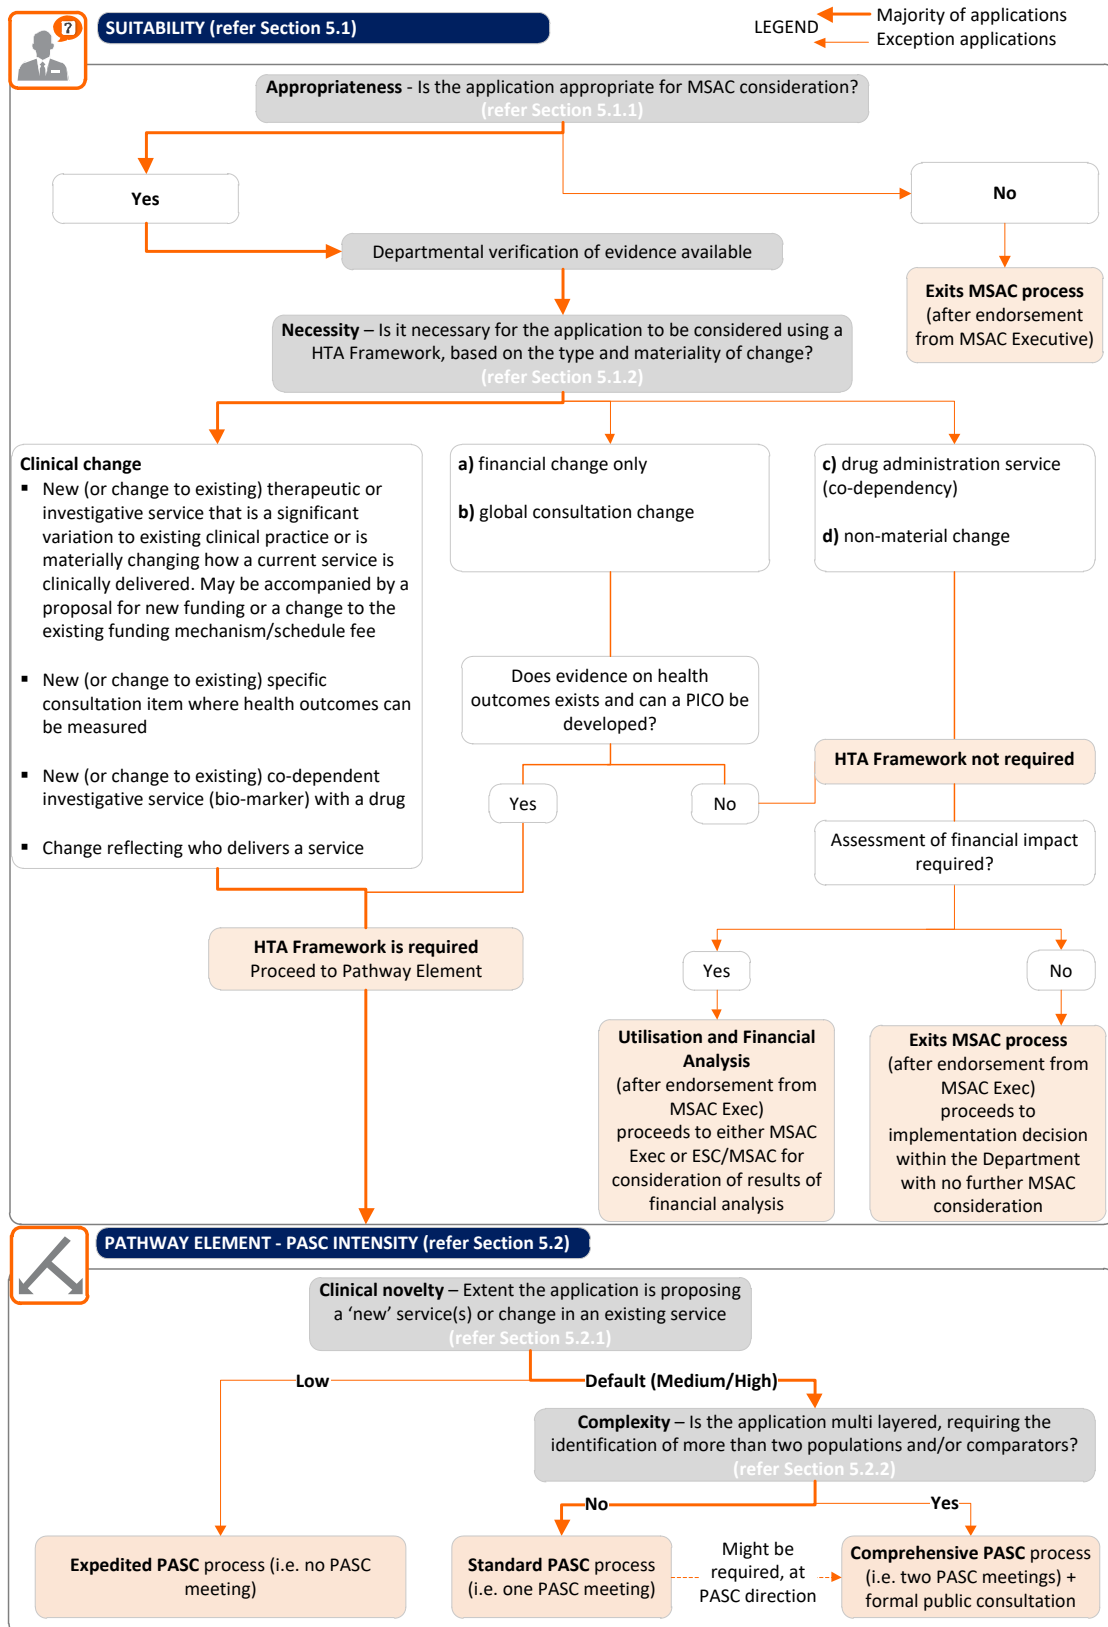 SUITABILITY (refer Section 5.1)
LEGEND
Majority of applications
Exception applications
Appropriateness - Is the application appropriate for MSAC consideration?
(refer Section 5.1.1)
Yes
No
Departmental verification of evidence available
Exits MSAC process
(after endorsement
from MSAC Executive)
Necessity – Is it necessary for the application to be considered using a
HTA Framework, based on the type and materiality of change?
(refer Section 5.1.2)
Clinical change
▪ New (or change to existing) therapeutic or
investigative service that is a significant
variation to existing clinical practice or is
materially changing how a current service is
clinically delivered. May be accompanied by a
proposal for new funding or a change to the
existing funding mechanism/schedule fee
▪ New (or change to existing) specific
consultation item where health outcomes can
be measured
▪ New (or change to existing) co-dependent
investigative service (bio-marker) with a drug
▪ Change reflecting who delivers a service
a) financial change only
b) global consultation change
c) drug administration service
(co-dependency)
d) non-material change
Does evidence on health
outcomes exists and can a PICO be
developed?
Yes
No
HTA Framework not required
Assessment of financial impact
required?
HTA Framework is required
Proceed to Pathway Element
Yes
No
Utilisation and Financial
Analysis
(after endorsement from
MSAC Exec)
proceeds to either MSAC
Exec or ESC/MSAC for
consideration of results of
financial analysis
Exits MSAC process
(after endorsement from
MSAC Exec)
proceeds to
implementation decision
within the Department
with no further MSAC
consideration
PATHWAY ELEMENT - PASC INTENSITY (refer Section 5.2)
Clinical novelty – Extent the application is proposing
a ‘new’ service(s) or change in an existing service
(refer Section 5.2.1)
Low
Default (Medium/High)
Complexity – Is the application multi layered, requiring the
identification of more than two populations and/or comparators?
(refer Section 5.2.2)
No
Yes
Expedited PASC process (i.e. no PASC
meeting)
Standard PASC process
(i.e. one PASC meeting)
Might be
required, at
PASC direction
Comprehensive PASC process
(i.e. two PASC meetings) +
formal public consultation